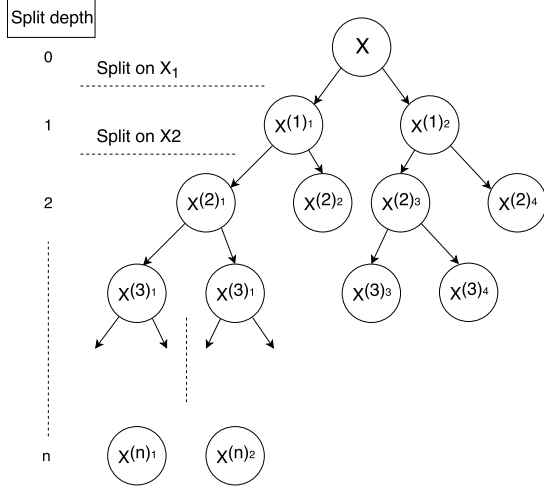 Split depth
0
X
Split on X₁
1
X(1)₁
X(1)₂
Split on X2
2
X(2)₁
X(2)₂
X(2)₃
X(2)₄
X(3)₁
X(3)₁
X(3)₃
X(3)₄
n
X(n)₁
X(n)₂